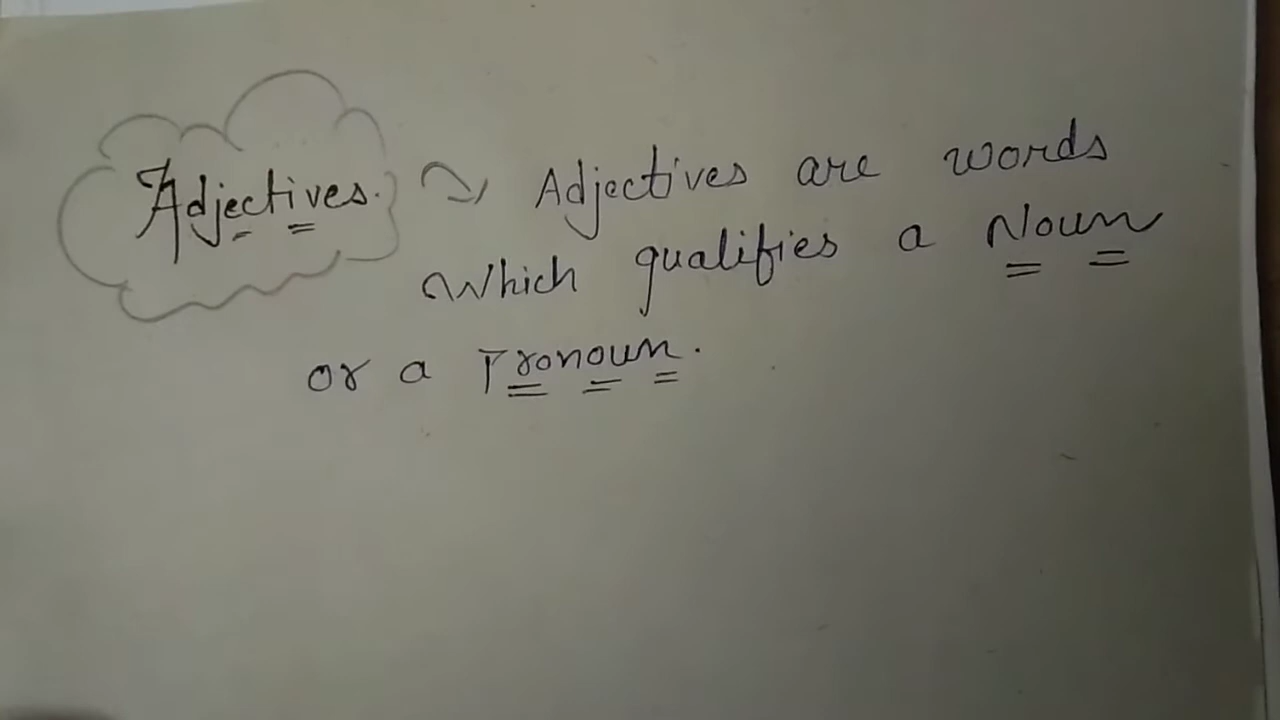 Adjectives. → Adjectives are words
which qualifies a Noun
or a Pronoun.